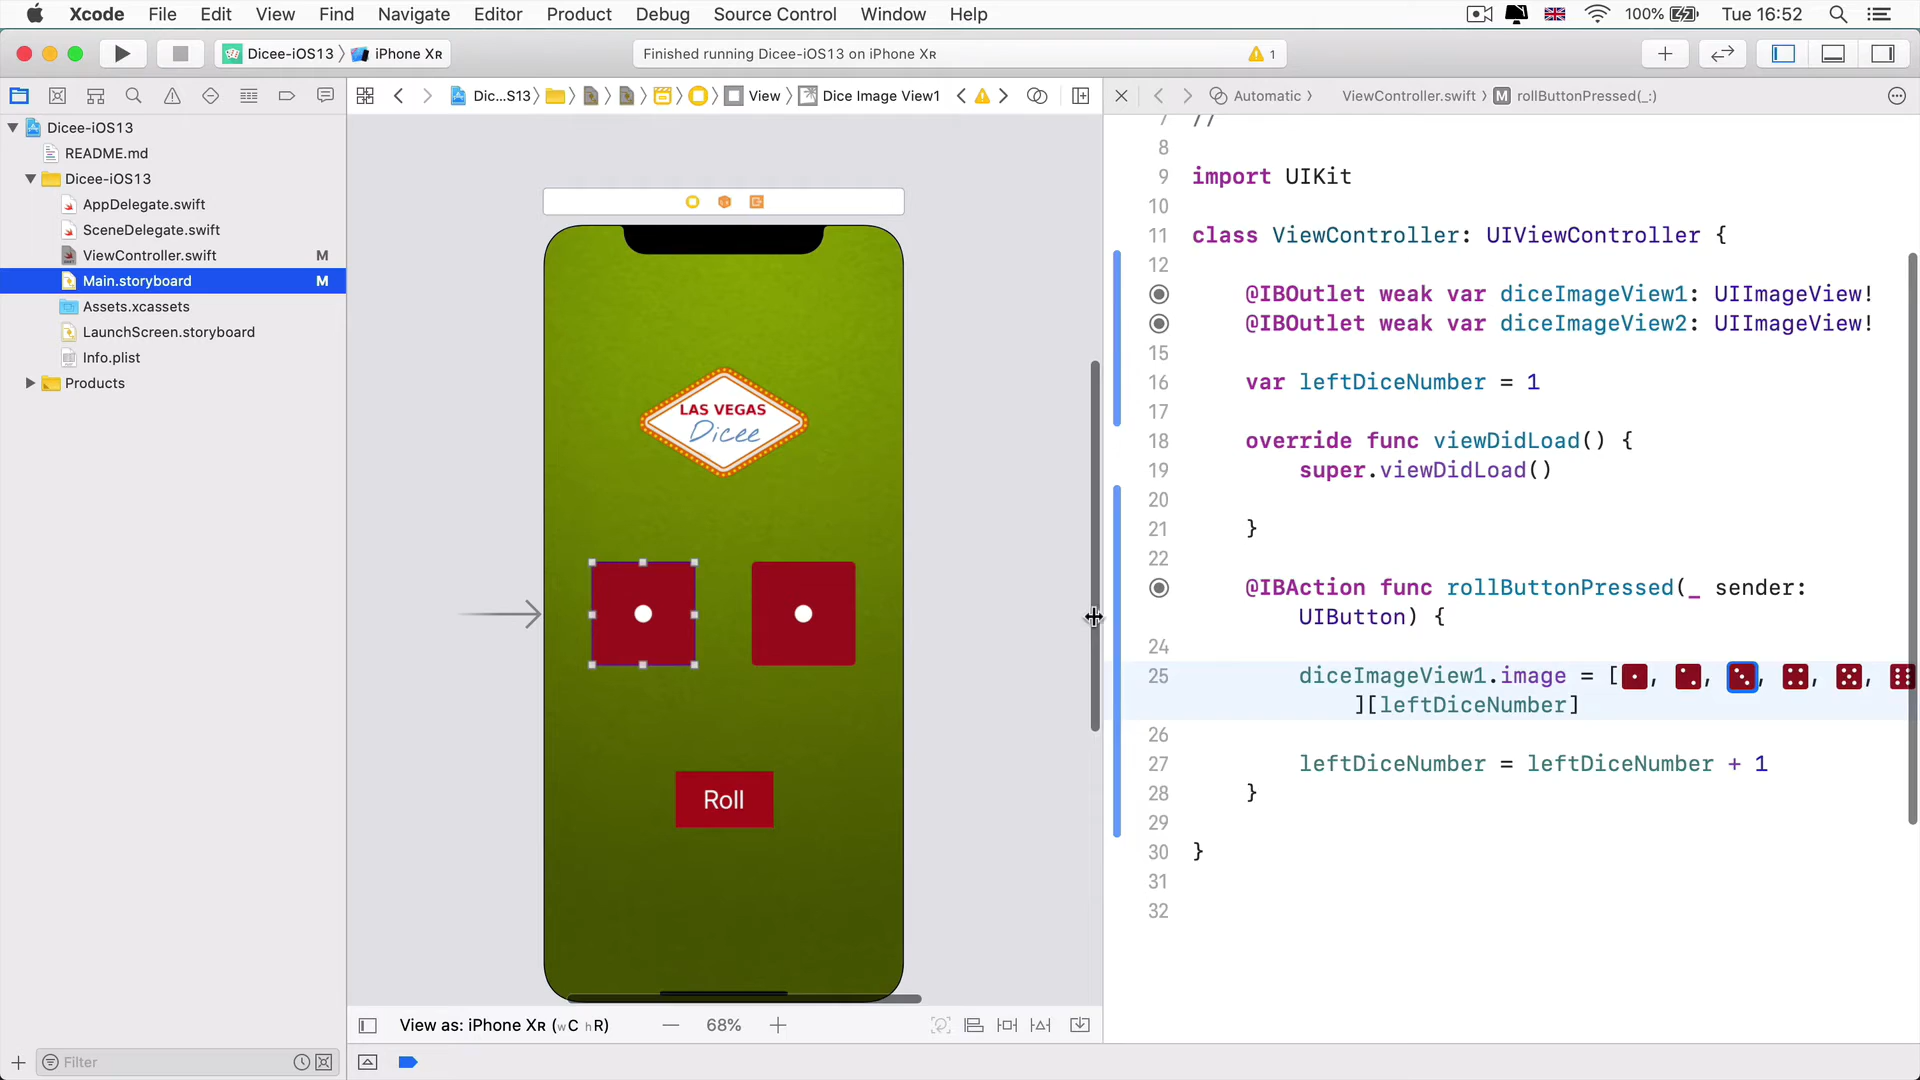 Xcode File Edit View Find Navigate Editor Product Debug Source Control Window Help 100% Tue 16:52
Dicee-iOS13 iPhone XR Finished running Dicee-iOS13 on iPhone XR 1
Dic...S13 View Dice Image View1 Automatic ViewController.swift M rollButtonPressed(_:)
Dicee-iOS13
README.md
Dicee-iOS13
AppDelegate.swift
SceneDelegate.swift
ViewController.swift M
Main.storyboard M
Assets.xcassets
LaunchScreen.storyboard
Info.plist
Products
LAS VEGAS
Dicee
Roll
7 //
8
9 import UIKit
10
11 class ViewController: UIViewController {
12
@IBOutlet weak var diceImageView1: UIImageView!
@IBOutlet weak var diceImageView2: UIImageView!
15
16 var leftDiceNumber = 1
17
18 override func viewDidLoad() {
19 super.viewDidLoad()
20
21 }
22
@IBAction func rollButtonPressed(_ sender:
UIButton) {
24
25 diceImageView1.image = [, , , , ,
][leftDiceNumber]
26
27 leftDiceNumber = leftDiceNumber + 1
28 }
29
30 }
31
32
View as: iPhone XR (wC hR) — 68% +
Filter